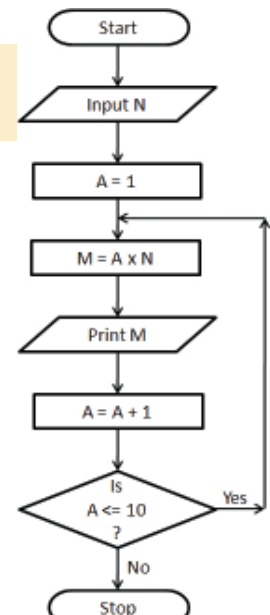 Start
Input N
A = 1
M = A x N
Print M
A = A + 1
Is
A <= 10
?
Yes
No
Stop